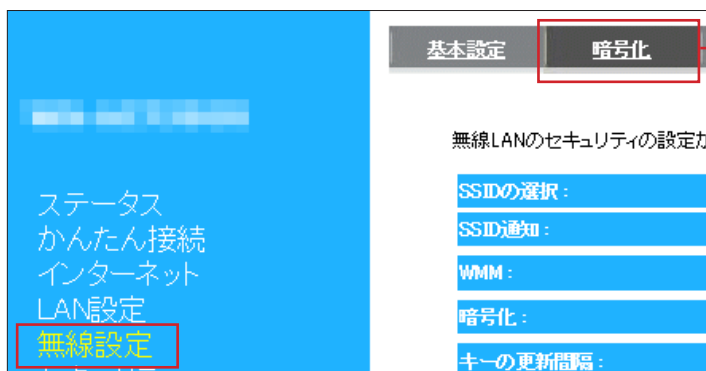 基本設定
暗号化
無線LANのセキュリティの設定が
SSIDの選択 :
SSID通知 :
WMM :
暗号化 :
キーの更新間隔 :
ステータス
かんたん接続
インターネット
LAN設定
無線設定